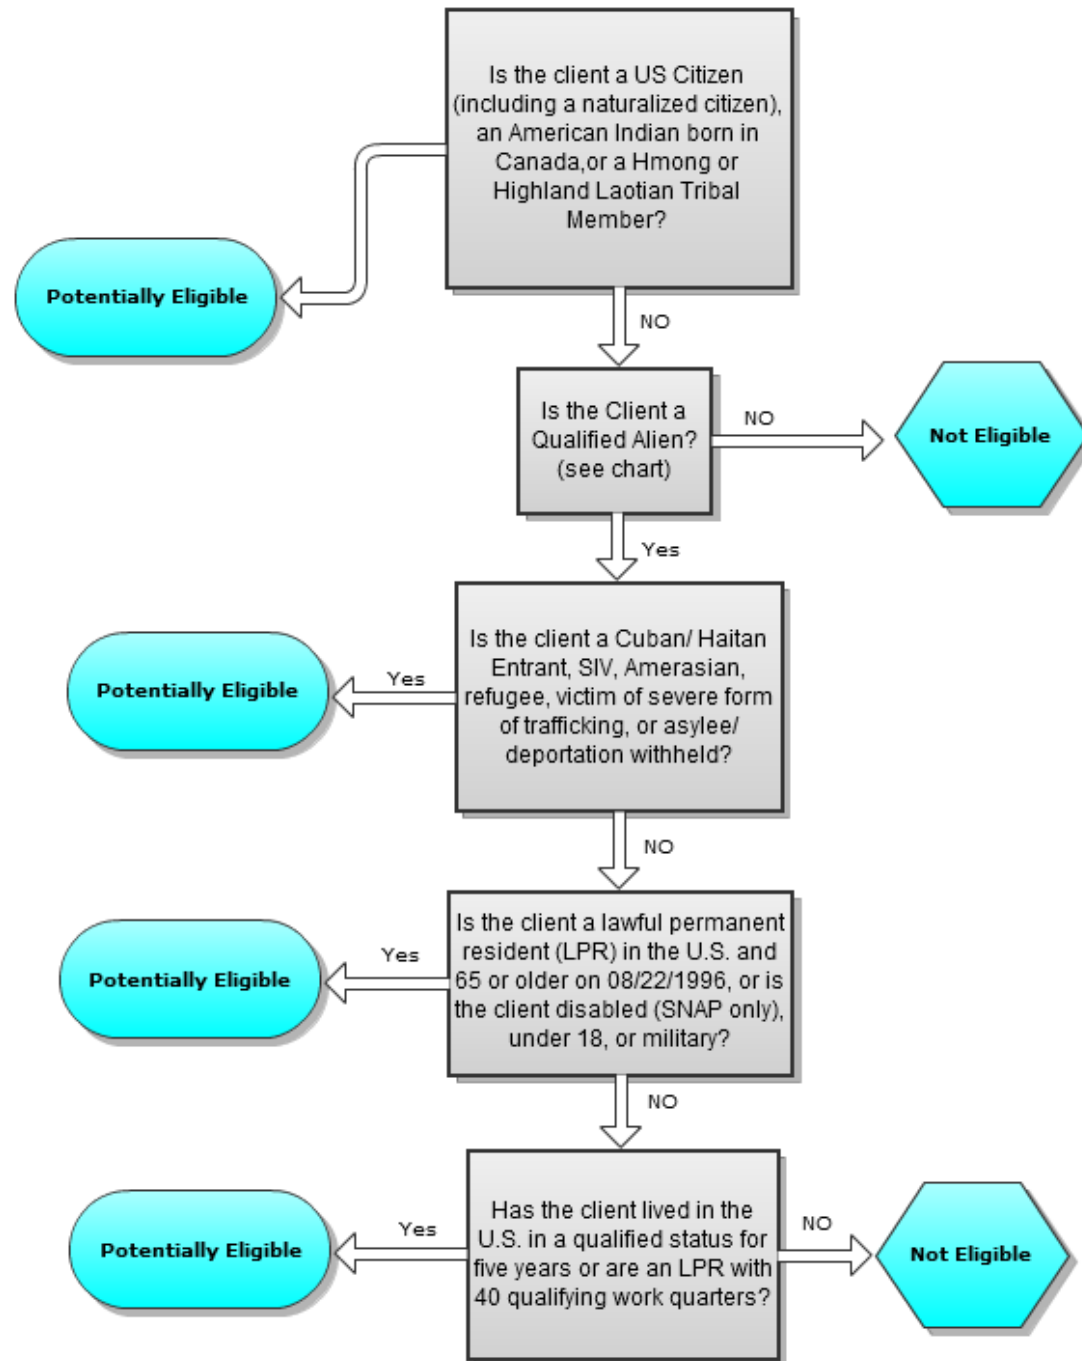 Is the client a US Citizen
(including a naturalized citizen),
an American Indian born in
Canada,or a Hmong or
Highland Laotian Tribal
Member?
Potentially Eligible
NO
Is the Client a
Qualified Alien?
(see chart)
NO
Not Eligible
Yes
Is the client a Cuban/ Haitan
Entrant, SIV, Amerasian,
refugee, victim of severe form
of trafficking, or asylee/
deportation withheld?
Yes
Potentially Eligible
NO
Is the client a lawful permanent
resident (LPR) in the U.S. and
65 or older on 08/22/1996, or is
the client disabled (SNAP only),
under 18, or military?
Yes
Potentially Eligible
NO
Has the client lived in the
U.S. in a qualified status for
five years or are an LPR with
40 qualifying work quarters?
Yes
Potentially Eligible
NO
Not Eligible